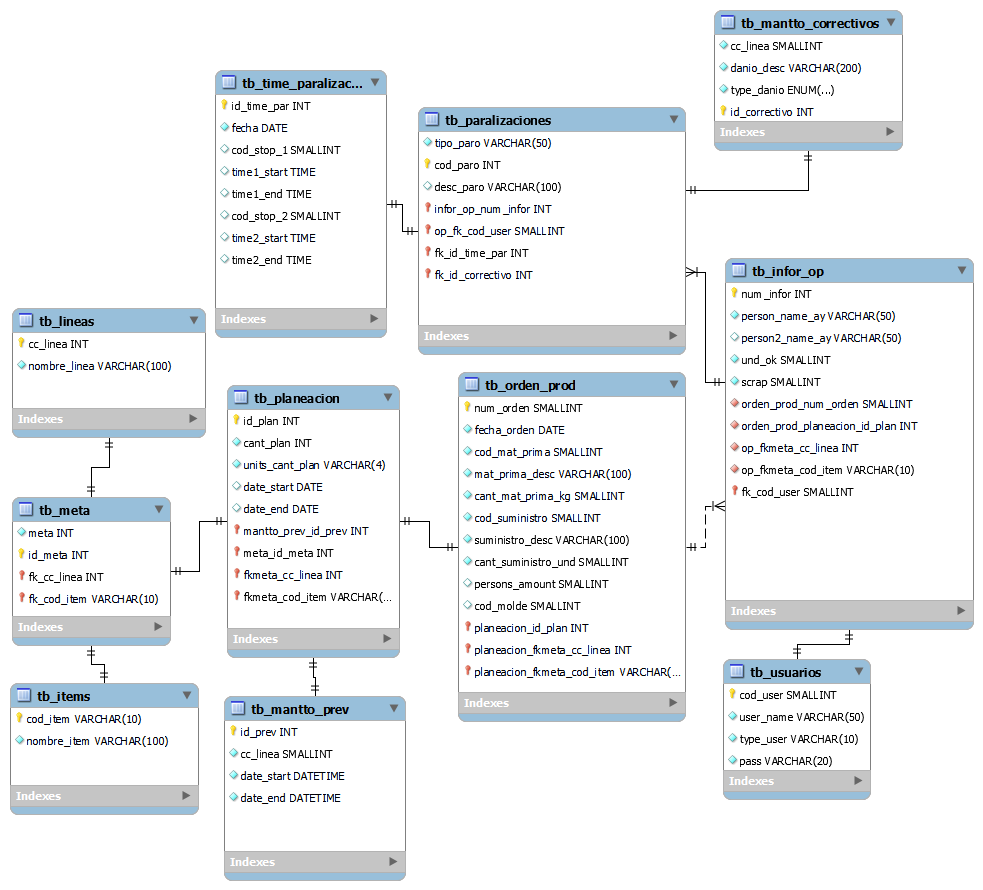 tb_mantto_correctivos
cc_linea SMALLINT
danio_desc VARCHAR(200)
type_danio ENUM(...)
id_correctivo INT
Indexes
tb_time_paralizac...
id_time_par INT
fecha DATE
cod_stop_1 SMALLINT
time1_start TIME
time1_end TIME
cod_stop_2 SMALLINT
time2_start TIME
time2_end TIME
Indexes
tb_paralizaciones
tipo_paro VARCHAR(50)
cod_paro INT
desc_paro VARCHAR(100)
infor_op_num_infor INT
op_fk_cod_user SMALLINT
fk_id_time_par INT
fk_id_correctivo INT
Indexes
tb_infor_op
num_infor INT
person_name_ay VARCHAR(50)
person2_name_ay VARCHAR(50)
und_ok SMALLINT
scrap SMALLINT
orden_prod_num_orden SMALLINT
orden_prod_planeacion_id_plan INT
op_fkmeta_cc_linea INT
op_fkmeta_cod_item VARCHAR(10)
fk_cod_user SMALLINT
Indexes
tb_lineas
cc_linea INT
nombre_linea VARCHAR(100)
Indexes
tb_planeacion
id_plan INT
cant_plan INT
units_cant_plan VARCHAR(4)
date_start DATE
date_end DATE
mantto_prev_id_prev INT
meta_id_meta INT
fkmeta_cc_linea INT
fkmeta_cod_item VARCHAR(...
Indexes
tb_orden_prod
num_orden SMALLINT
fecha_orden DATE
cod_mat_prima SMALLINT
mat_prima_desc VARCHAR(100)
cant_mat_prima_kg SMALLINT
cod_suministro SMALLINT
suministro_desc VARCHAR(100)
cant_suministro_und SMALLINT
persons_amount SMALLINT
cod_molde SMALLINT
planeacion_id_plan INT
planeacion_fkmeta_cc_linea INT
planeacion_fkmeta_cod_item VARCHAR(...
Indexes
tb_meta
meta INT
id_meta INT
fk_cc_linea INT
fk_cod_item VARCHAR(10)
Indexes
tb_items
cod_item VARCHAR(10)
nombre_item VARCHAR(100)
Indexes
tb_mantto_prev
id_prev INT
cc_linea SMALLINT
date_start DATETIME
date_end DATETIME
Indexes
tb_usuarios
cod_user SMALLINT
user_name VARCHAR(50)
type_user VARCHAR(10)
pass VARCHAR(20)
Indexes